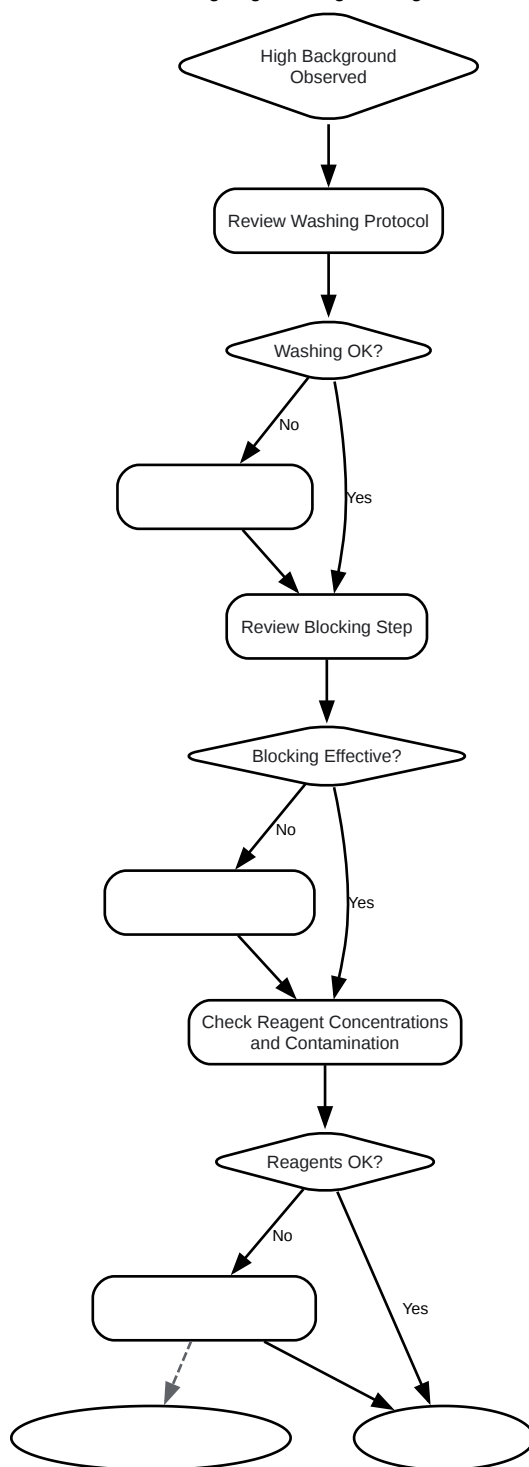 High Background
Observed
Review Washing Protocol
Washing OK?
No
Yes
Review Blocking Step
Blocking Effective?
No
Yes
Check Reagent Concentrations
and Contamination
Reagents OK?
No
Yes